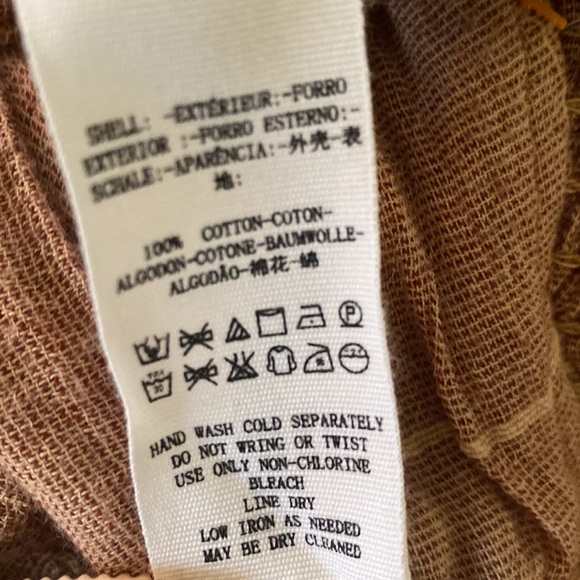 SHELL: -EXTÉRIEUR:-FORRO
EXTERIOR :-FORRO ESTERNO:-
SCHALE:-APARÊNCIA:-外壳-表
地:
100% COTTON-COTON-
ALGODON-COTONE-BAUMWOLLE-
ALGODÃO-棉花-綿
P
30
HAND WASH COLD SEPARATELY
DO NOT WRING OR TWIST
USE ONLY NON-CHLORINE
BLEACH
LINE DRY
LOW IRON AS NEEDED
MAY BE DRY CLEANED